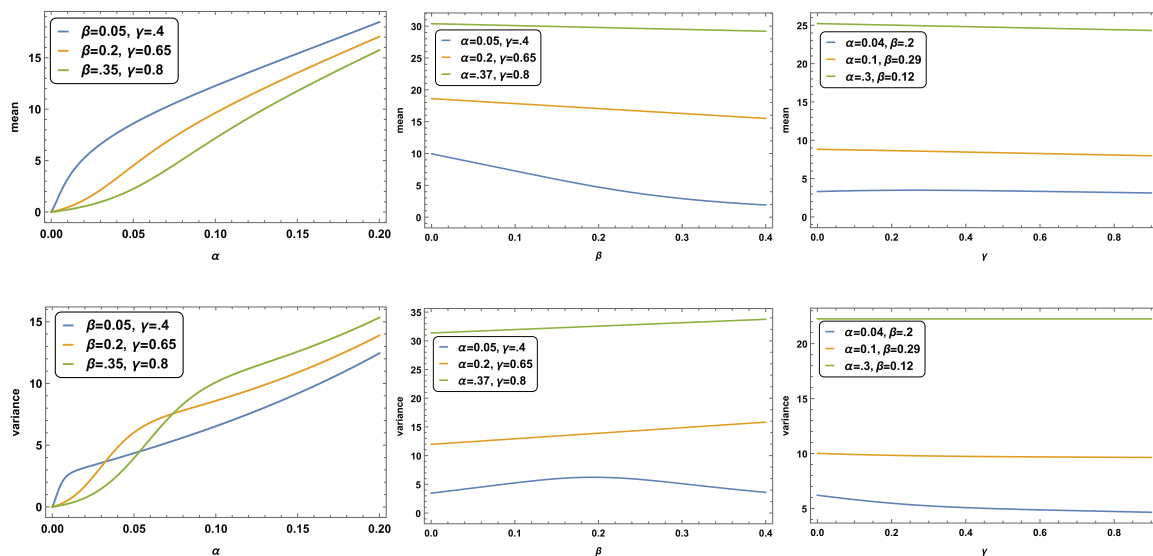 β=0.05, γ=.4
β=0.2, γ=0.65
β=.35, γ=0.8
mean
15
10
5
0
0.00 0.05 0.10 0.15 0.20
α
α=0.05, γ=.4
α=0.2, γ=0.65
α=.37, γ=0.8
mean
30
25
20
15
10
5
0
0.0 0.1 0.2 0.3 0.4
β
α=0.04, β=.2
α=0.1, β=0.29
α=.3, β=0.12
mean
25
20
15
10
5
0
0.0 0.2 0.4 0.6 0.8
γ
β=0.05, γ=.4
β=0.2, γ=0.65
β=.35, γ=0.8
variance
15
10
5
0
0.00 0.05 0.10 0.15 0.20
α
α=0.05, γ=.4
α=0.2, γ=0.65
α=.37, γ=0.8
variance
35
30
25
20
15
10
5
0
0.0 0.1 0.2 0.3 0.4
β
α=0.04, β=.2
α=0.1, β=0.29
α=.3, β=0.12
variance
20
15
10
5
0.0 0.2 0.4 0.6 0.8
γ